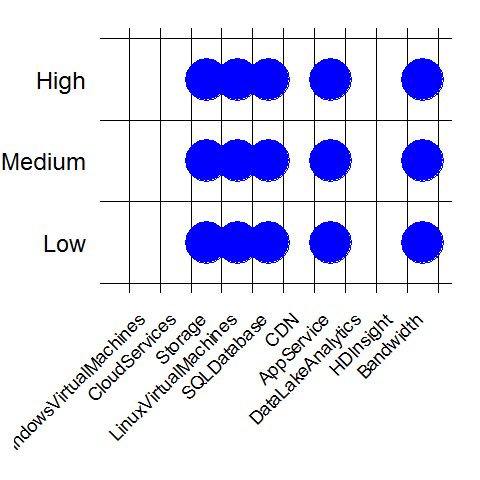 High
Medium
Low
ndowsVirtualMachines
CloudServices
Storage
LinuxVirtualMachines
SQLDatabase
CDN
AppService
DataLakeAnalytics
HDInsight
Bandwidth